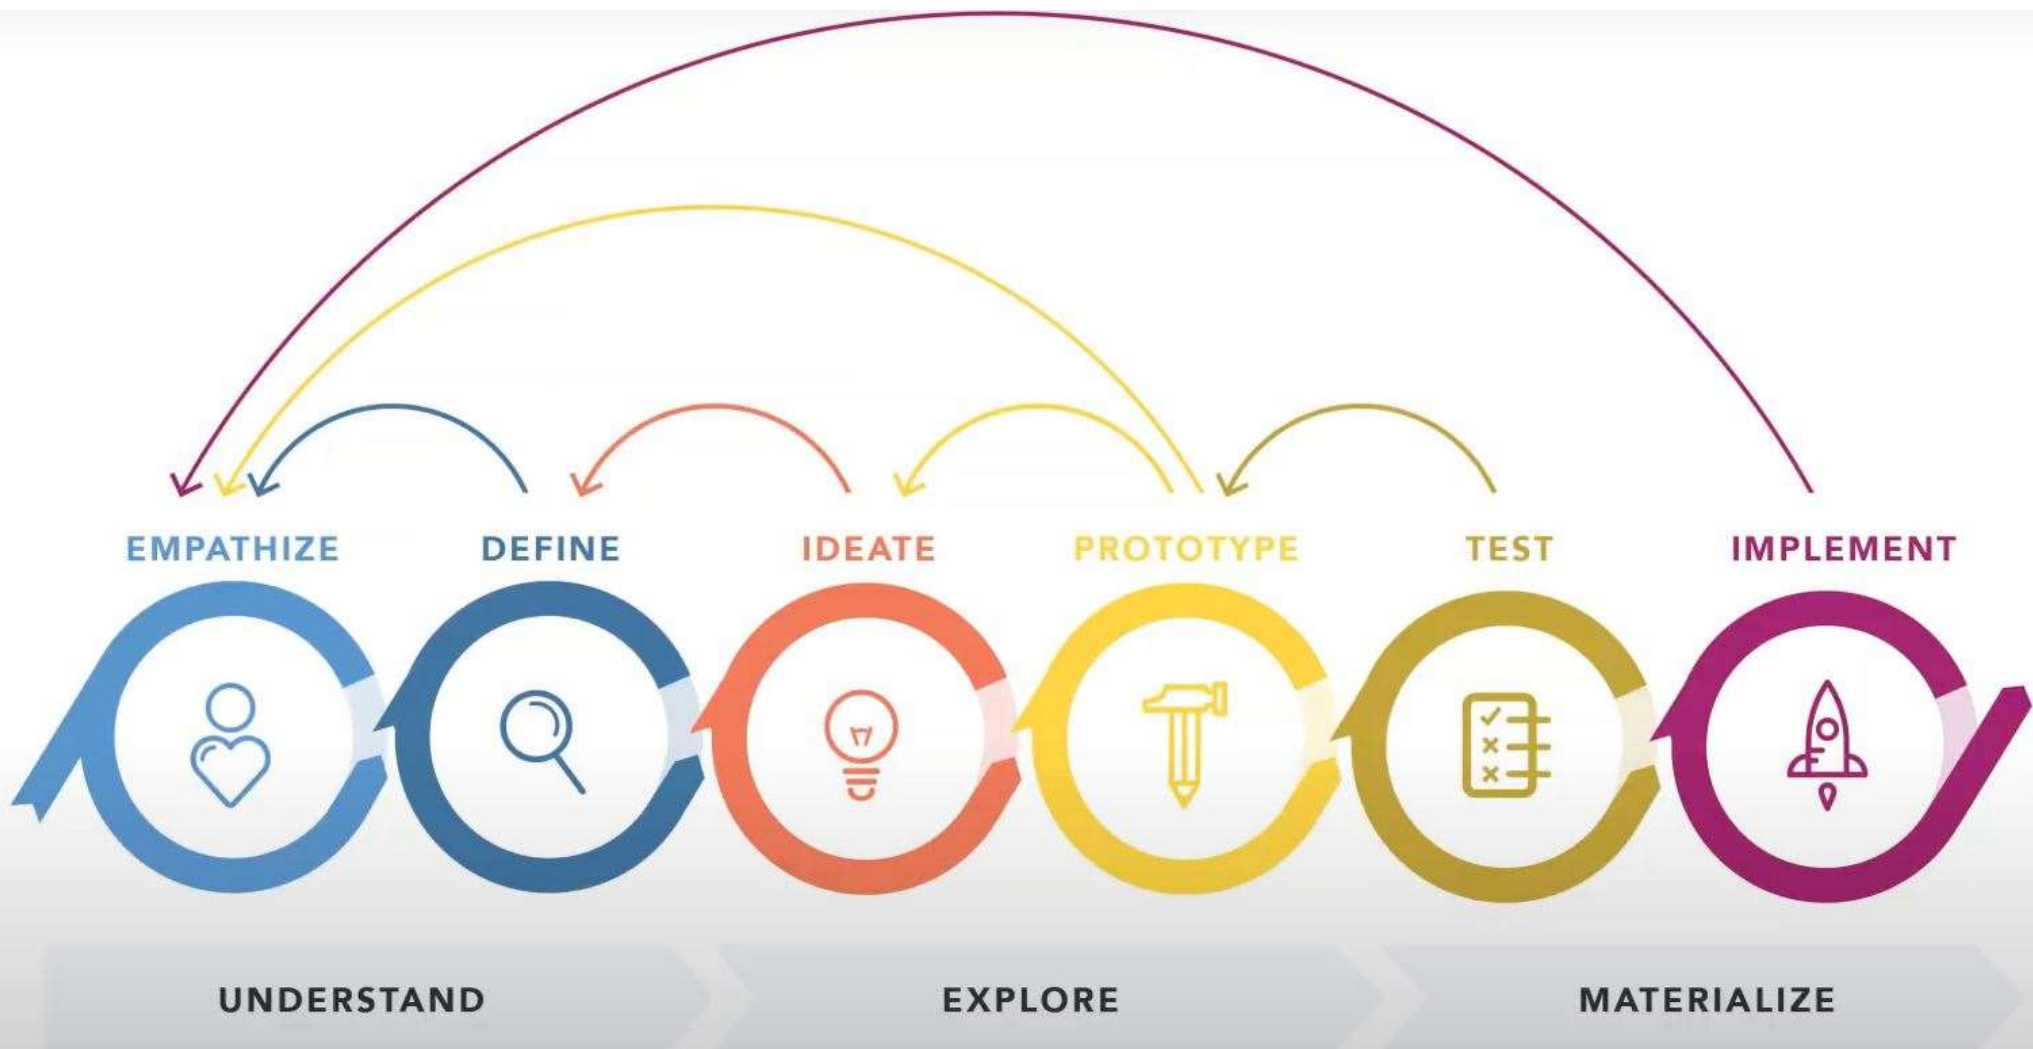 EMPATHIZE
DEFINE
IDEATE
PROTOTYPE
TEST
IMPLEMENT
UNDERSTAND
EXPLORE
MATERIALIZE